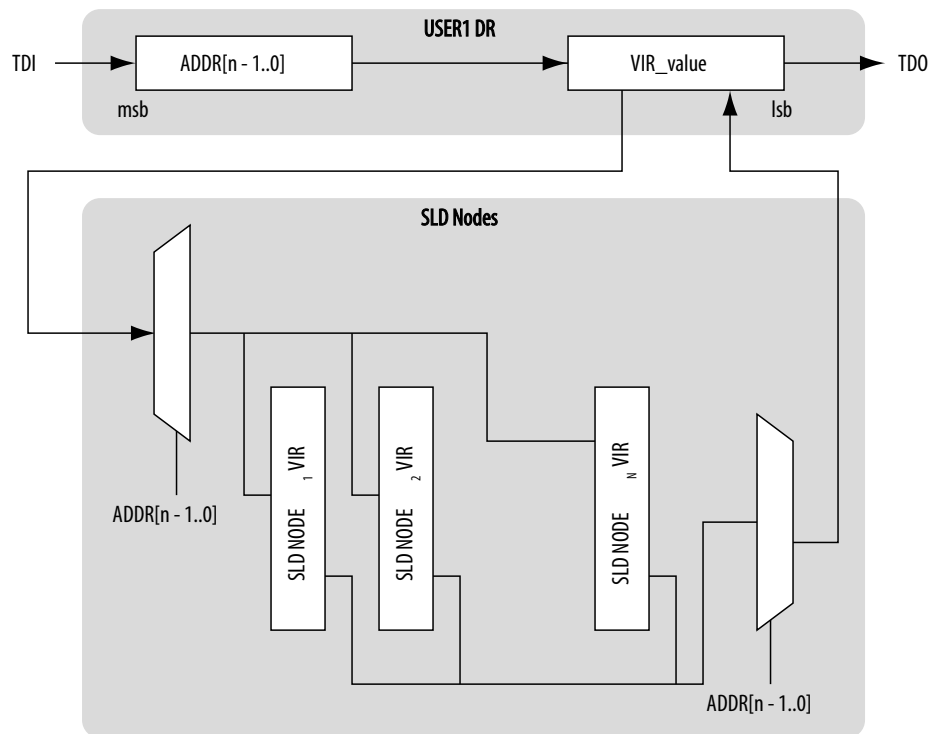 USER1 DR
TDI
ADDR[n - 1..0]
VIR_value
TDO
msb
lsb
SLD Nodes
SLD NODE 1 VIR
SLD NODE 2 VIR
SLD NODE N VIR
ADDR[n - 1..0]
ADDR[n - 1..0]